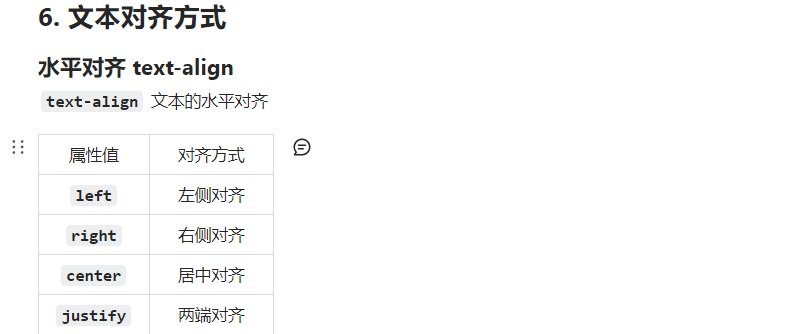 6. 文本对齐方式
水平对齐 text-align
text-align 文本的水平对齐
属性值 对齐方式
left 左侧对齐
right 右侧对齐
center 居中对齐
justify 两端对齐